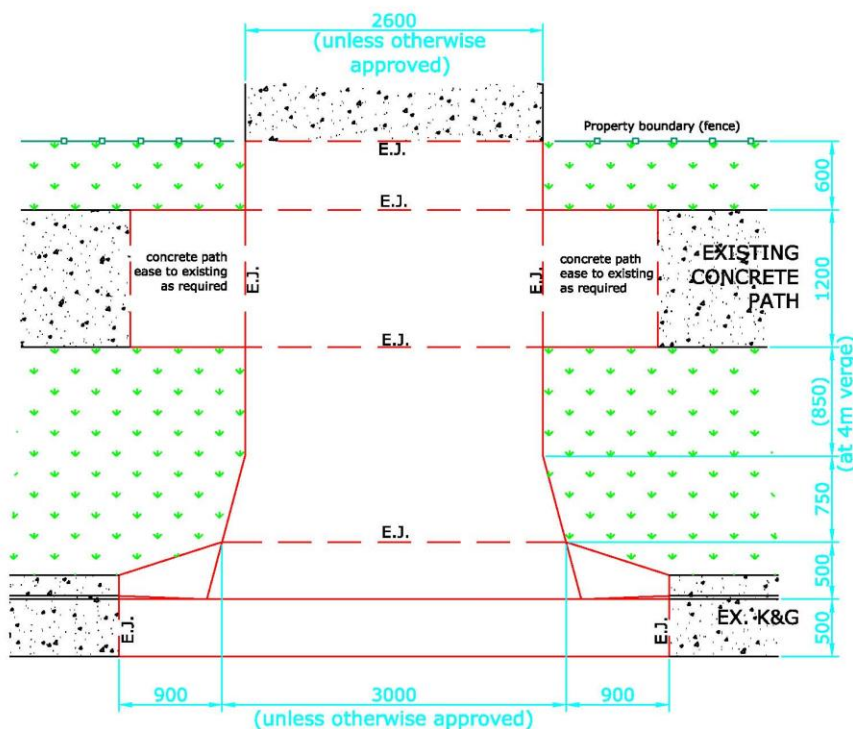 2600
(unless otherwise
approved)
Property boundary (fence)
E.J.
600
E.J.
concrete path
ease to existing
as required
E.J.
E.J.
concrete path
ease to existing
as required
EXISTING
CONCRETE
PATH
1200
E.J.
(850)
(at 4m verge)
750
E.J.
500
E.J.
E.J.
EX. K&G
500
900
3000
900
(unless otherwise approved)